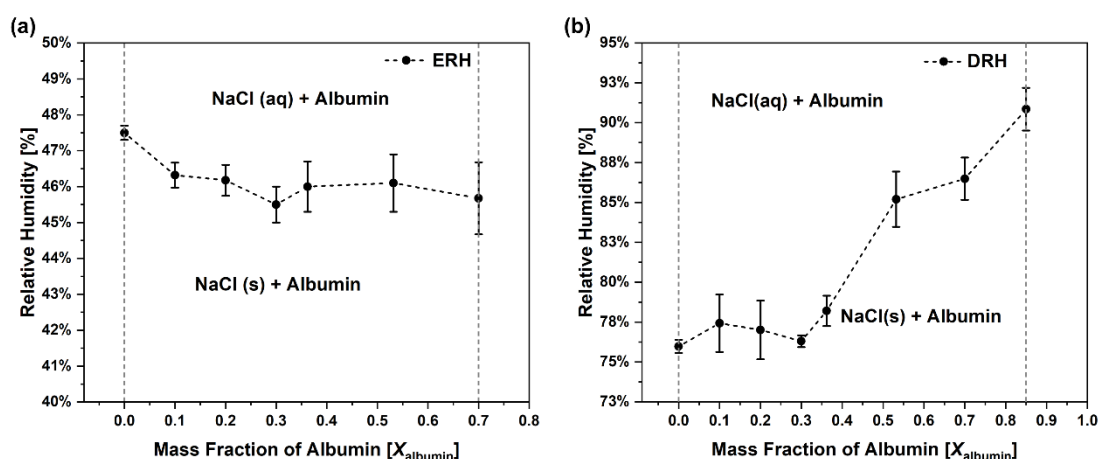 (a)
50%
49%
48%
47%
46%
45%
44%
43%
42%
41%
40%
Relative Humidity [%]
ERH
NaCl (aq) + Albumin
NaCl (s) + Albumin
0.0 0.1 0.2 0.3 0.4 0.5 0.6 0.7 0.8
Mass Fraction of Albumin [Xalbumin]
(b)
95%
93%
90%
88%
85%
83%
80%
78%
75%
73%
Relative Humidity [%]
DRH
NaCl(aq) + Albumin
NaCl(s) + Albumin
0.0 0.1 0.2 0.3 0.4 0.5 0.6 0.7 0.8 0.9 1.0
Mass Fraction of Albumin [Xalbumin]